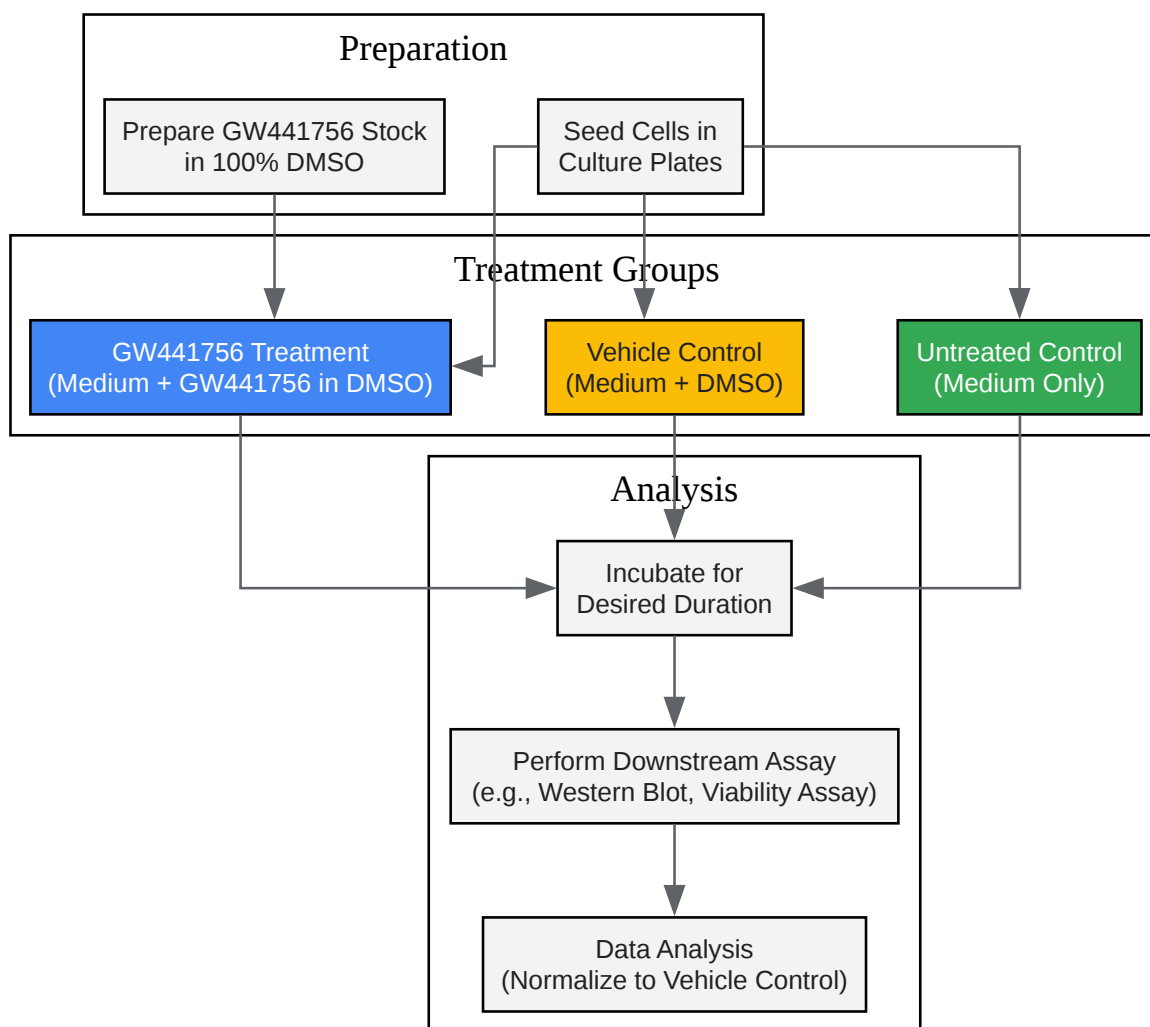 Preparation
Prepare GW441756 Stock
in 100% DMSO
Seed Cells in
Culture Plates
Treatment Groups
GW441756 Treatment
(Medium + GW441756 in DMSO)
Vehicle Control
(Medium + DMSO)
Untreated Control
(Medium Only)
Analysis
Incubate for
Desired Duration
Perform Downstream Assay
(e.g., Western Blot, Viability Assay)
Data Analysis
(Normalize to Vehicle Control)